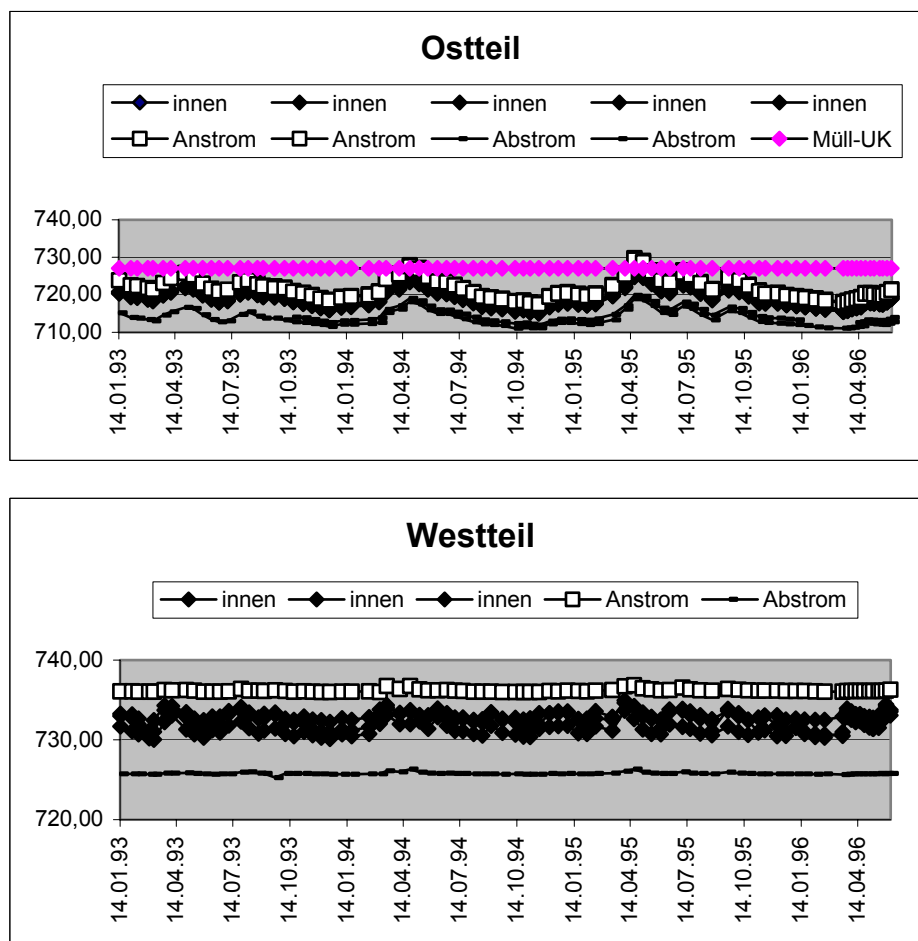 Ostteil
innen innen innen innen innen
Anstrom Anstrom Abstrom Abstrom Müll-UK
740,00
730,00
720,00
710,00
14.01.93 14.04.93 14.07.93 14.10.93 14.01.94 14.04.94 14.07.94 14.10.94 14.01.95 14.04.95 14.07.95 14.10.95 14.01.96 14.04.96
Westteil
innen innen innen Anstrom Abstrom
740,00
730,00
720,00
14.01.93 14.04.93 14.07.93 14.10.93 14.01.94 14.04.94 14.07.94 14.10.94 14.01.95 14.04.95 14.07.95 14.10.95 14.01.96 14.04.96